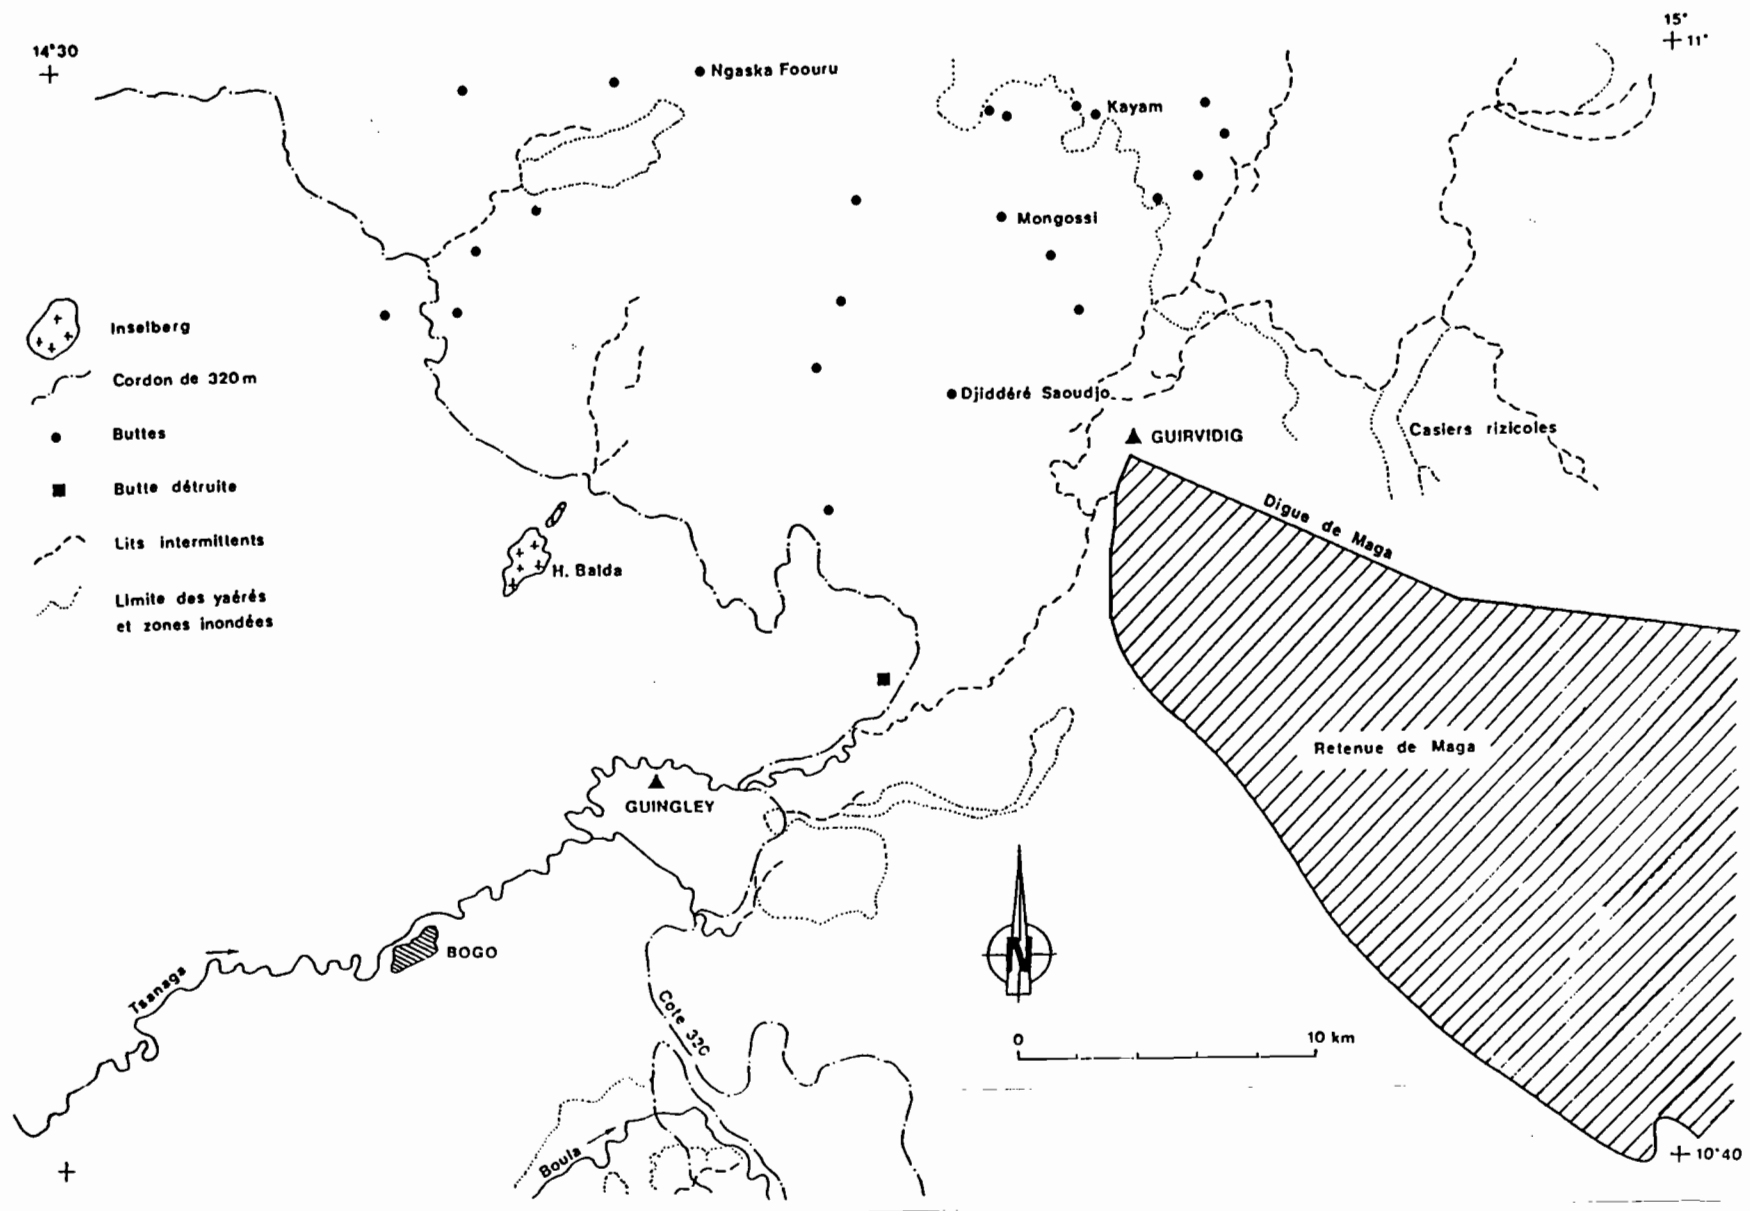 14°30
15°
11°
Ngaska Foouru
Kayam
Mongossi
Inselberg
Cordon de 320m
Djiddéré Saoudjo
Buttes
GUIRVIDIG
Casiers rizicoles
Butte détruite
Digue de Maga
Lits intermittents
H. Balda
Limite des yaérés
et zones inondées
Retenue de Maga
GUINGLEY
BOGO
N
Tsanaga
Cote 320
0 10 km
Boula
10°40